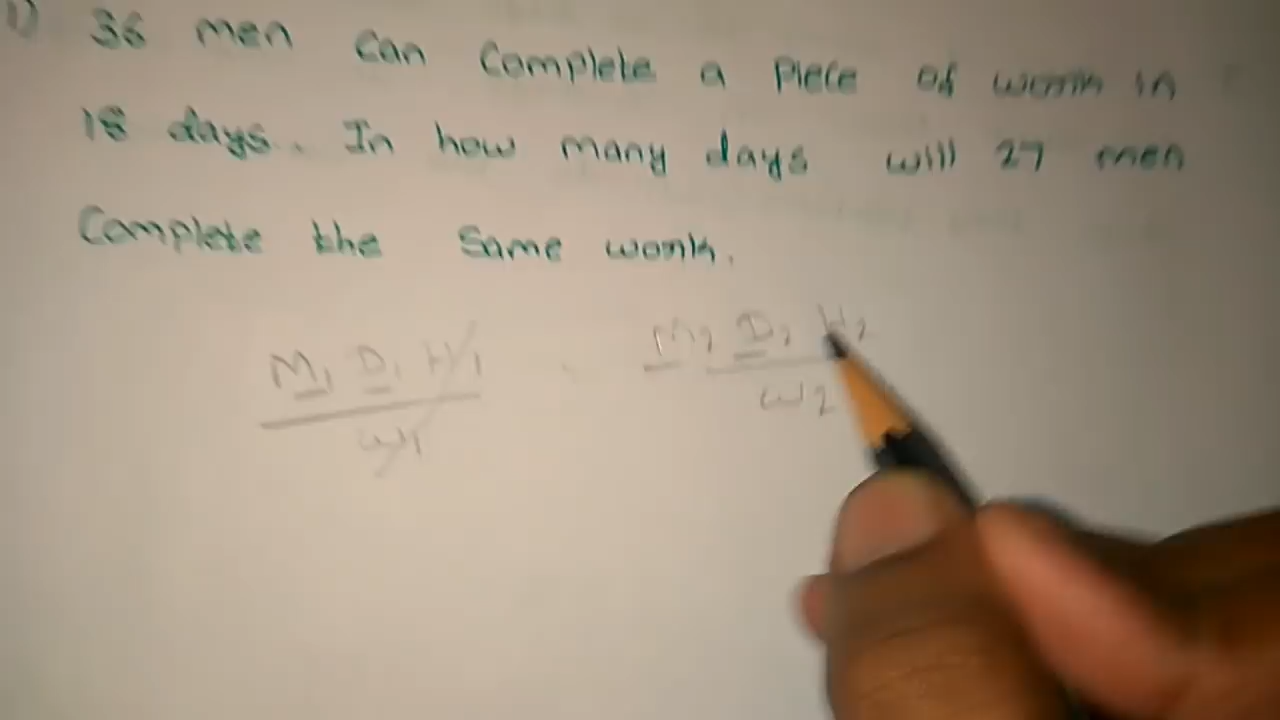 1) 36 men can complete a piece of work in
18 days. In how many days will 27 men
complete the same work.
M1 D1 H1 M2 D2 H2
W1 W2